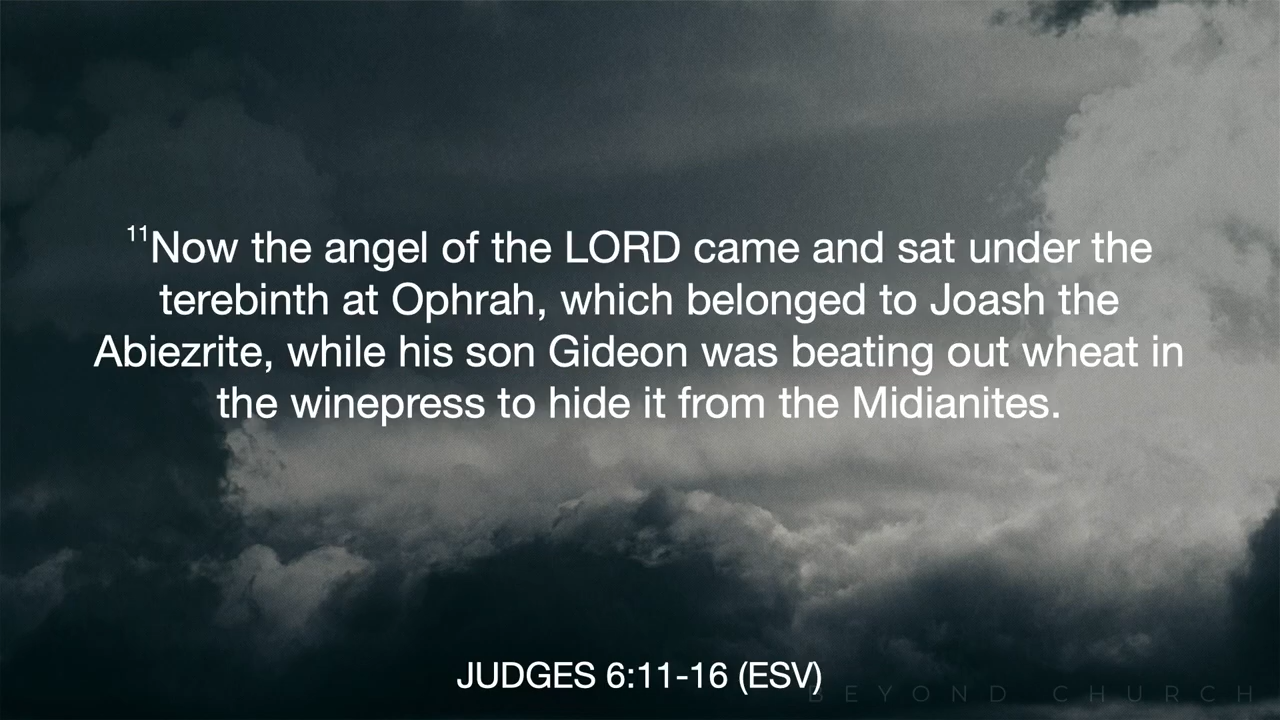 ¹¹Now the angel of the LORD came and sat under the
terebinth at Ophrah, which belonged to Joash the
Abiezrite, while his son Gideon was beating out wheat in
the winepress to hide it from the Midianites.
JUDGES 6:11-16 (ESV)
BEYOND CHURCH